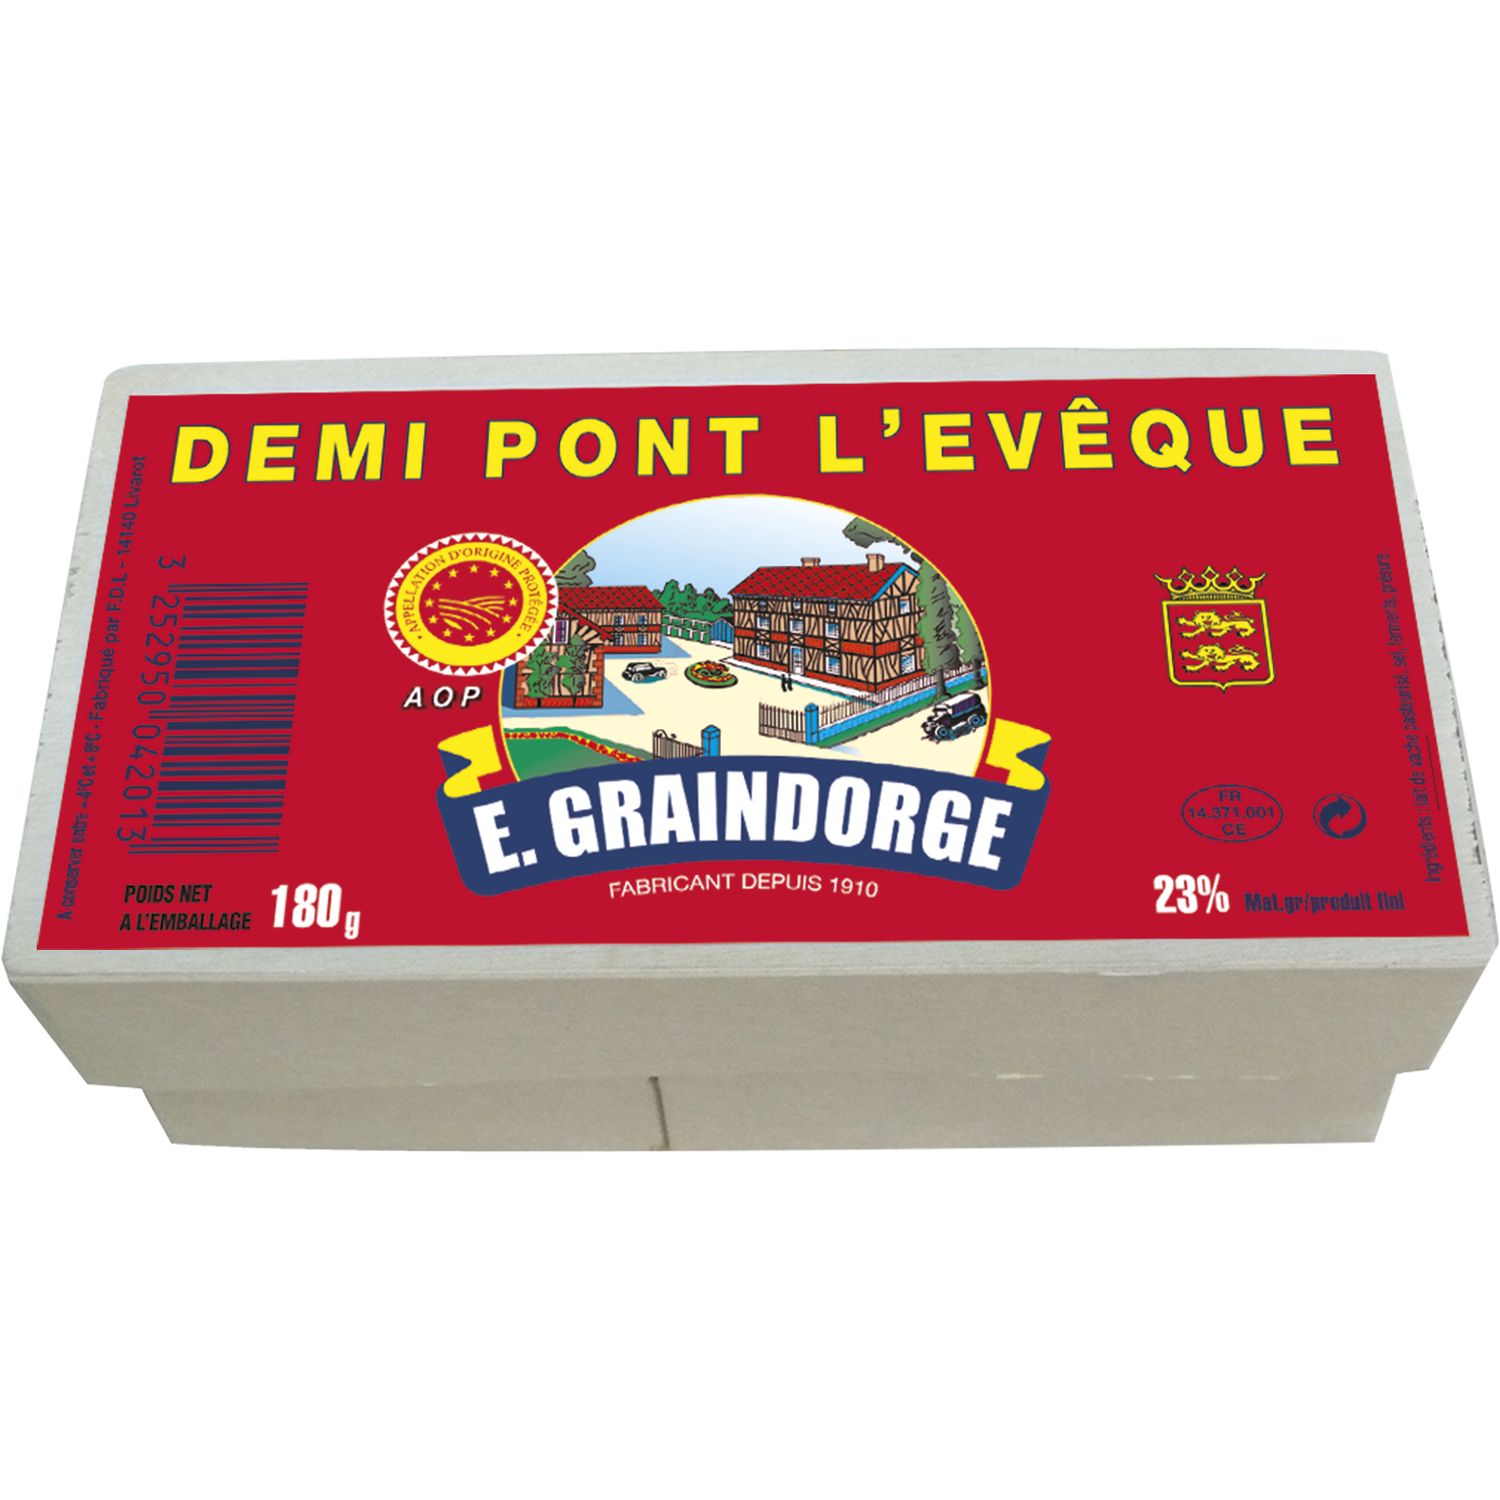 DEMI PONT L'EVÊQUE
A conserver entre +4°C et +8°C - Fabriqué par F.D.L - 14140 Livarot
3 252950 042013
APPELLATION D'ORIGINE PROTÉGÉE
AOP
E. GRAINDORGE
FABRICANT DEPUIS 1910
POIDS NET
A L'EMBALLAGE
180g
FR
14.371.001
CE
23% Mat.gr/produit fini
Ingrédients : lait de vache pasteurisé, sel, ferments, présure.